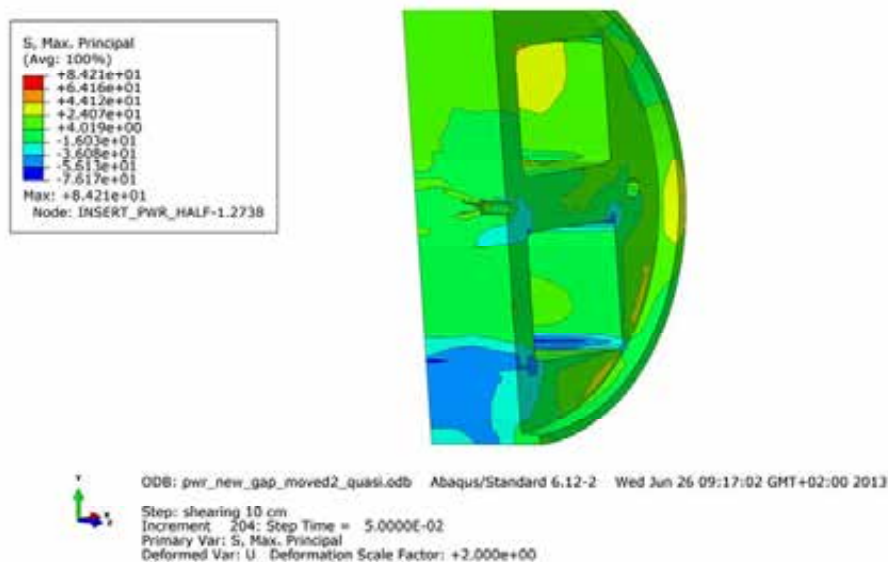 S, Max. Principal
(Avg: 100%)
+8.421e+01
+6.416e+01
+4.412e+01
+2.407e+01
+4.019e+00
-1.603e+01
-3.608e+01
-5.613e+01
-7.617e+01
Max: +8.421e+01
Node: INSERT_PWR_HALF-1.2738
Y
X
Z
ODB: pwr_new_gap_moved2_quasi.odb Abaqus/Standard 6.12-2 Wed Jun 26 09:17:02 GMT+02:00 2013
Step: shearing 10 cm
Increment 204: Step Time = 5.0000E-02
Primary Var: S, Max. Principal
Deformed Var: U Deformation Scale Factor: +2.000e+00